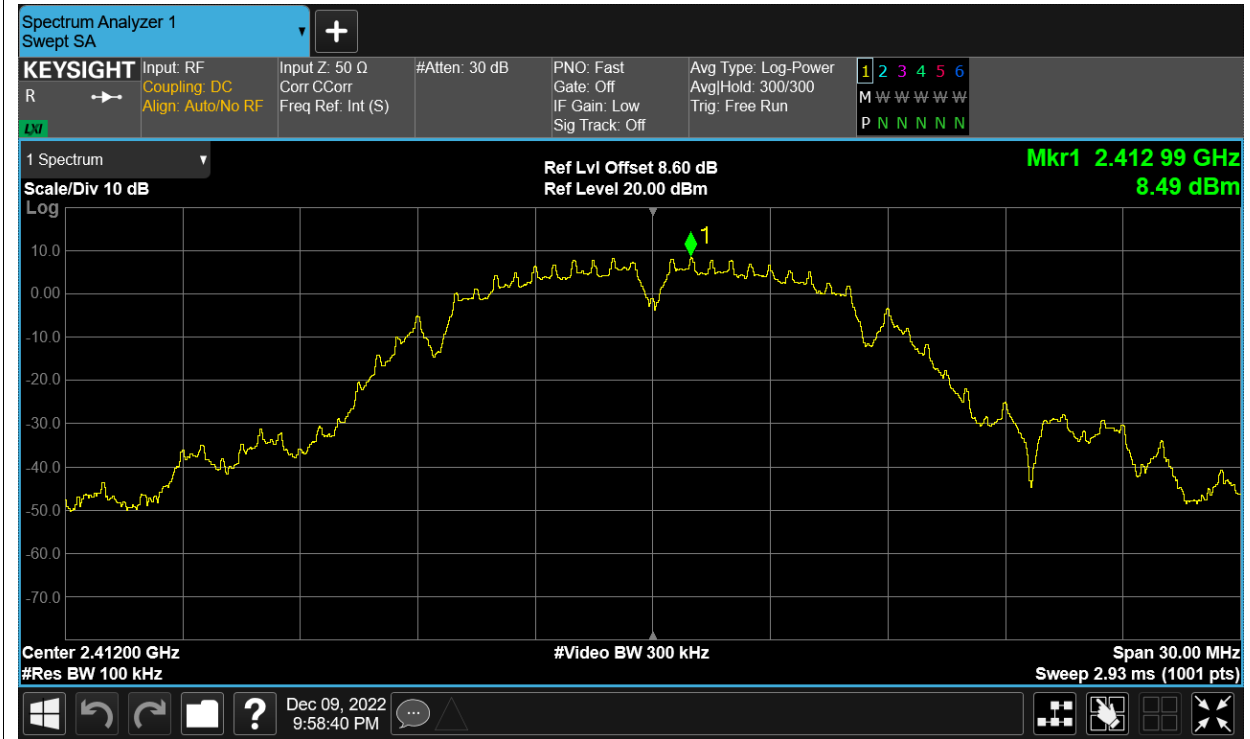 Spectrum Analyzer 1
Swept SA
KEYSIGHT
R
LXI
Input: RF
Coupling: DC
Align: Auto/No RF
Input Z: 50 Ω
Corr CCorr
Freq Ref: Int (S)
#Atten: 30 dB
PNO: Fast
Gate: Off
IF Gain: Low
Sig Track: Off
Avg Type: Log-Power
Avg|Hold: 300/300
Trig: Free Run
1 2 3 4 5 6
M W W W W W W
P N N N N N N
1 Spectrum
Scale/Div 10 dB
Log
Ref Lvl Offset 8.60 dB
Ref Level 20.00 dBm
Mkr1 2.412 99 GHz
8.49 dBm
1
10.0
0.00
-10.0
-20.0
-30.0
-40.0
-50.0
-60.0
-70.0
Center 2.41200 GHz
#Res BW 100 kHz
#Video BW 300 kHz
Span 30.00 MHz
Sweep 2.93 ms (1001 pts)
?
Dec 09, 2022
9:58:40 PM